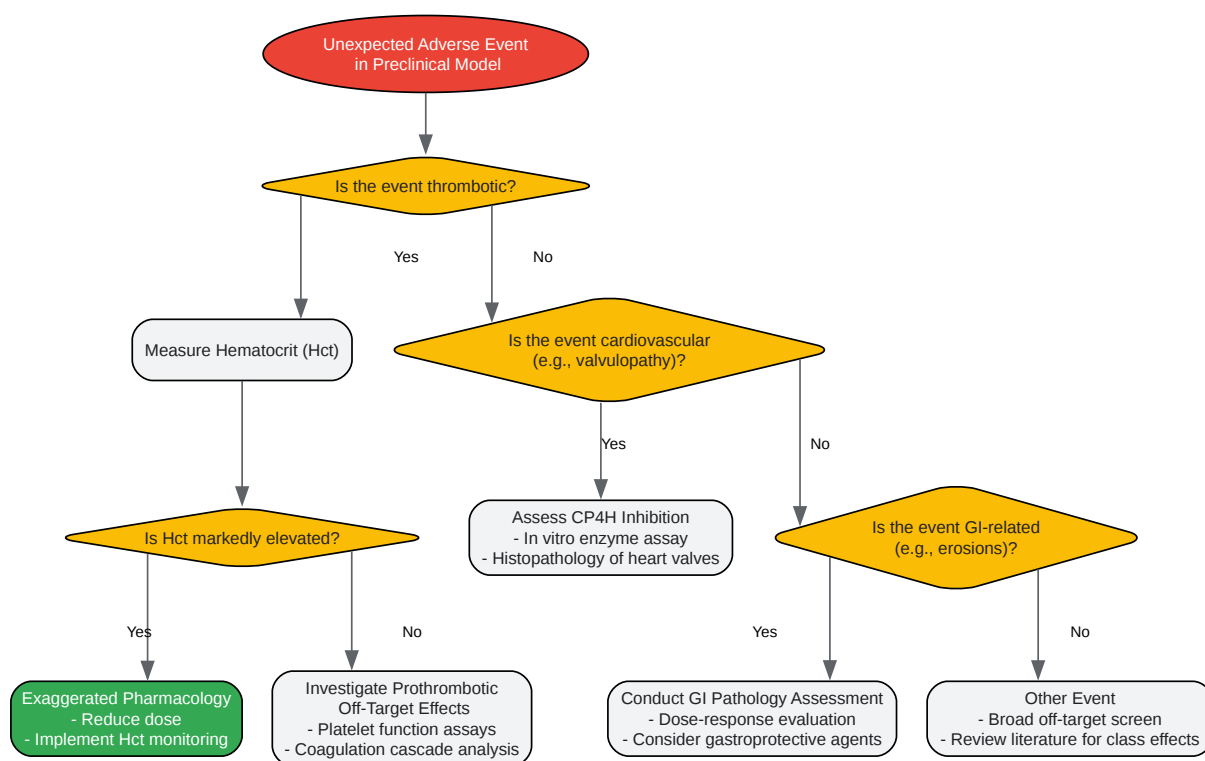 Unexpected Adverse Event
in Preclinical Model
Is the event thrombotic?
Yes
No
Measure Hematocrit (Hct)
Is the event cardiovascular
(e.g., valvulopathy)?
Yes
No
Assess CP4H Inhibition
- In vitro enzyme assay
- Histopathology of heart valves
Is Hct markedly elevated?
Is the event GI-related
(e.g., erosions)?
Yes
No
Yes
No
Exaggerated Pharmacology
- Reduce dose
- Implement Hct monitoring
Investigate Prothrombotic
Off-Target Effects
- Platelet function assays
- Coagulation cascade analysis
Conduct GI Pathology Assessment
- Dose-response evaluation
- Consider gastroprotective agents
Other Event
- Broad off-target screen
- Review literature for class effects